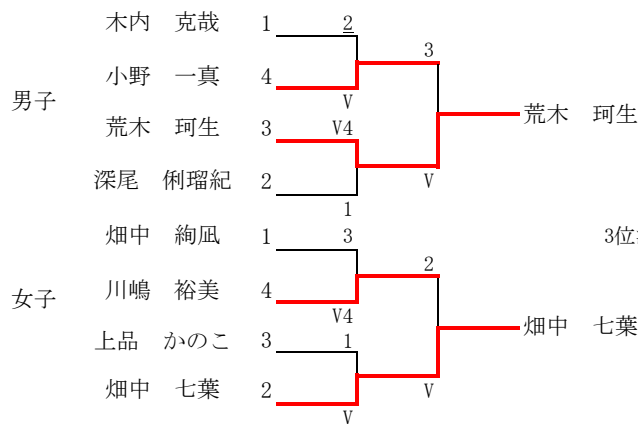 木内　克哉 1 2
3
小野　一真 4
V
男子
荒木　珂生
荒木　珂生 3 V4
深尾　俐瑠紀 2
V
1
畑中　絢凪 1 3
3位
2
川嶋　裕美 4
女子
V4
畑中　七葉
上品　かのこ 3 1
畑中　七葉 2
V
V